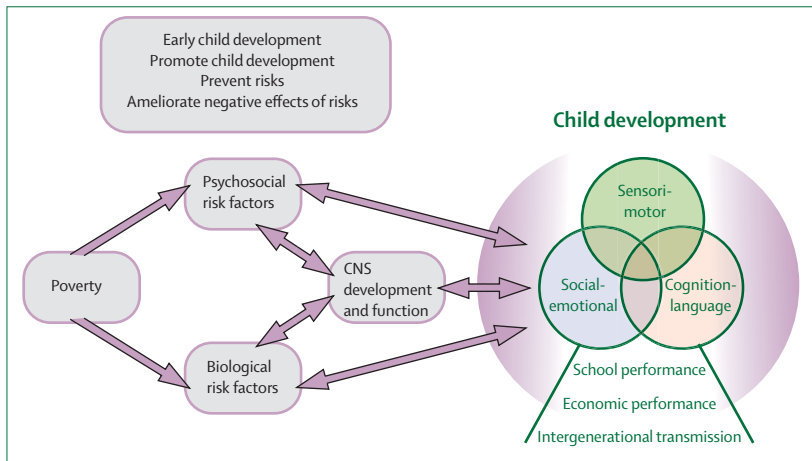 Early child development
Promote child development
Prevent risks
Ameliorate negative effects of risks
Child development
Psychosocial
risk factors
Sensori-
motor
Poverty
CNS
development
and function
Social-
emotional
Cognition-
language
Biological
risk factors
School performance
Economic performance
Intergenerational transmission